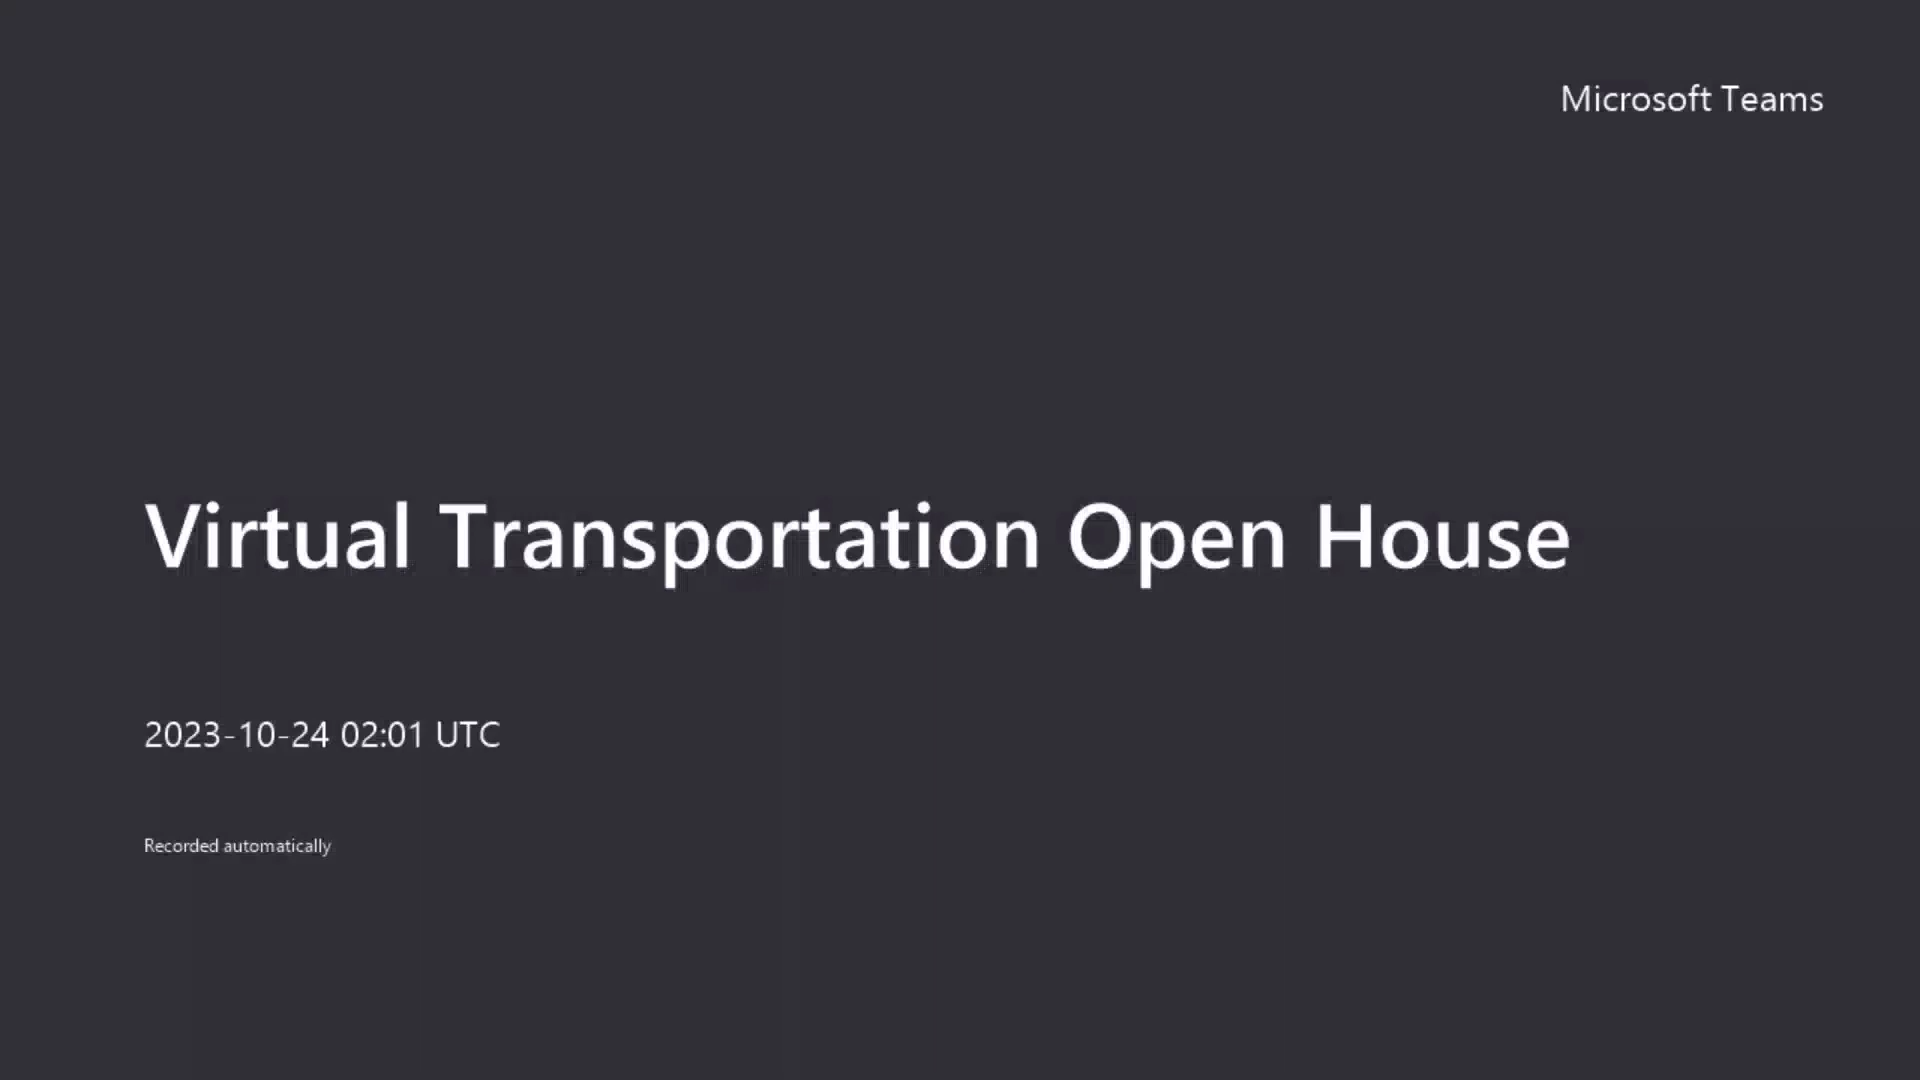 Microsoft Teams
Virtual Transportation Open House
2023-10-24 02:01 UTC
Recorded automatically